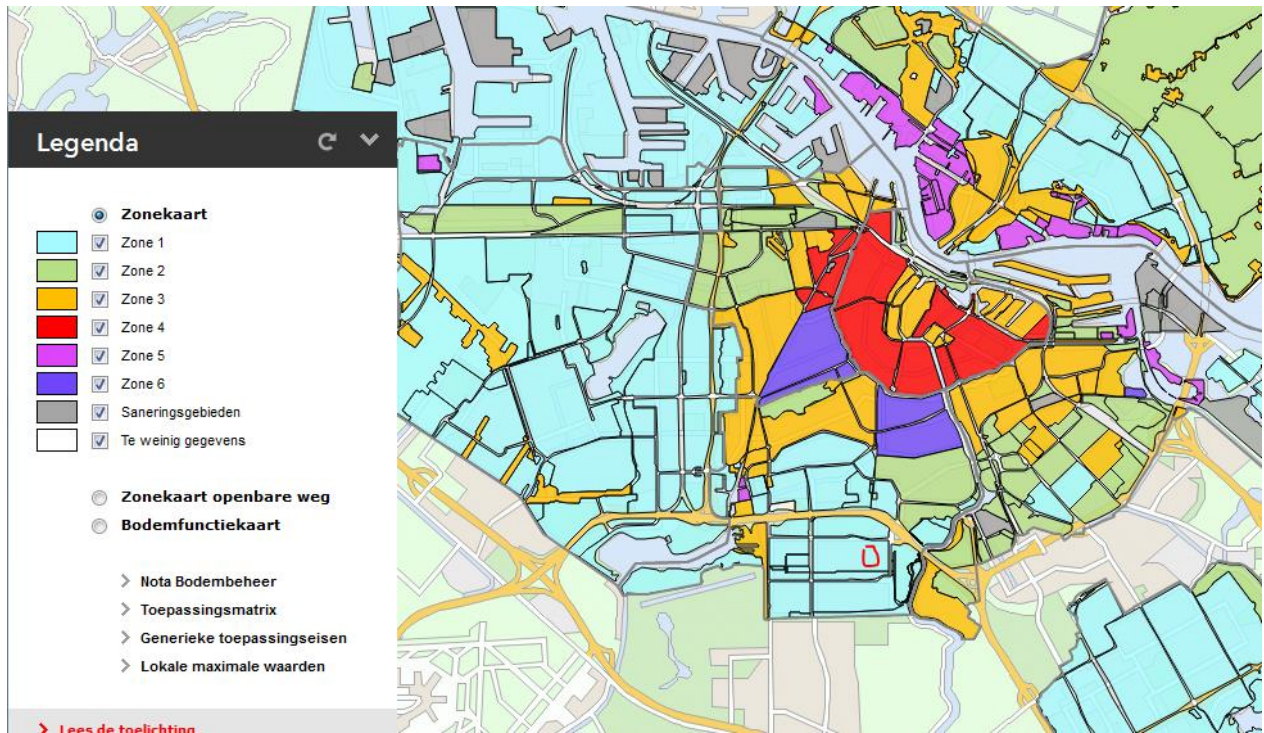 Legenda
Zonekaart
Zone 1
Zone 2
Zone 3
Zone 4
Zone 5
Zone 6
Saneringsgebieden
Te weinig gegevens
Zonekaart openbare weg
Bodemfunctiekaart
Nota Bodembeheer
Toepassingsmatrix
Generieke toepassingseisen
Lokale maximale waarden
Lees de toelichting